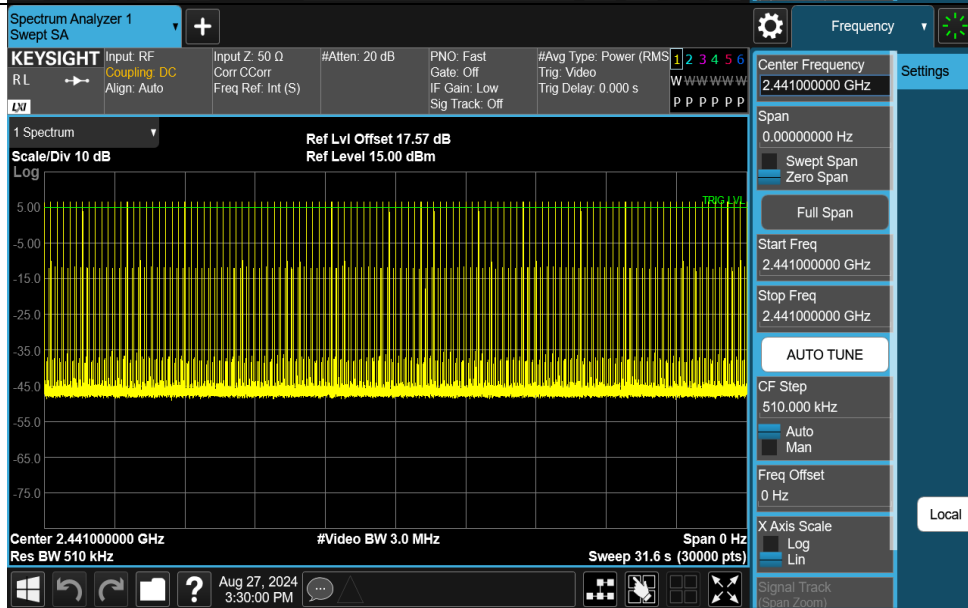 Spectrum Analyzer 1
Swept SA
+
Frequency
KEYSIGHT
RL
LXI
Input: RF
Coupling: DC
Align: Auto
Input Z: 50 Ω
Corr CCorr
Freq Ref: Int (S)
#Atten: 20 dB
PNO: Fast
Gate: Off
IF Gain: Low
Sig Track: Off
#Avg Type: Power (RMS
Trig: Video
Trig Delay: 0.000 s
1 2 3 4 5 6
W W W W W W
P P P P P P
Center Frequency
2.441000000 GHz
Settings
Span
0.00000000 Hz
Swept Span
Zero Span
Full Span
Start Freq
2.441000000 GHz
Stop Freq
2.441000000 GHz
AUTO TUNE
CF Step
510.000 kHz
Auto
Man
Freq Offset
0 Hz
X Axis Scale
Log
Lin
Signal Track
(Span Zoom)
Local
1 Spectrum
Scale/Div 10 dB
Log
Ref Lvl Offset 17.57 dB
Ref Level 15.00 dBm
TRIG LVL
5.00
-5.00
-15.0
-25.0
-35.0
-45.0
-55.0
-65.0
-75.0
Center 2.441000000 GHz
Res BW 510 kHz
#Video BW 3.0 MHz
Span 0 Hz
Sweep 31.6 s (30000 pts)
?
Aug 27, 2024
3:30:00 PM